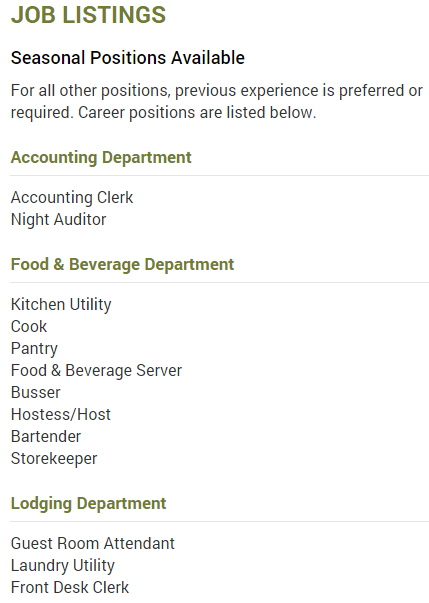 JOB LISTINGS
Seasonal Positions Available
For all other positions, previous experience is preferred or
required. Career positions are listed below.
Accounting Department
Accounting Clerk
Night Auditor
Food & Beverage Department
Kitchen Utility
Cook
Pantry
Food & Beverage Server
Busser
Hostess/Host
Bartender
Storekeeper
Lodging Department
Guest Room Attendant
Laundry Utility
Front Desk Clerk